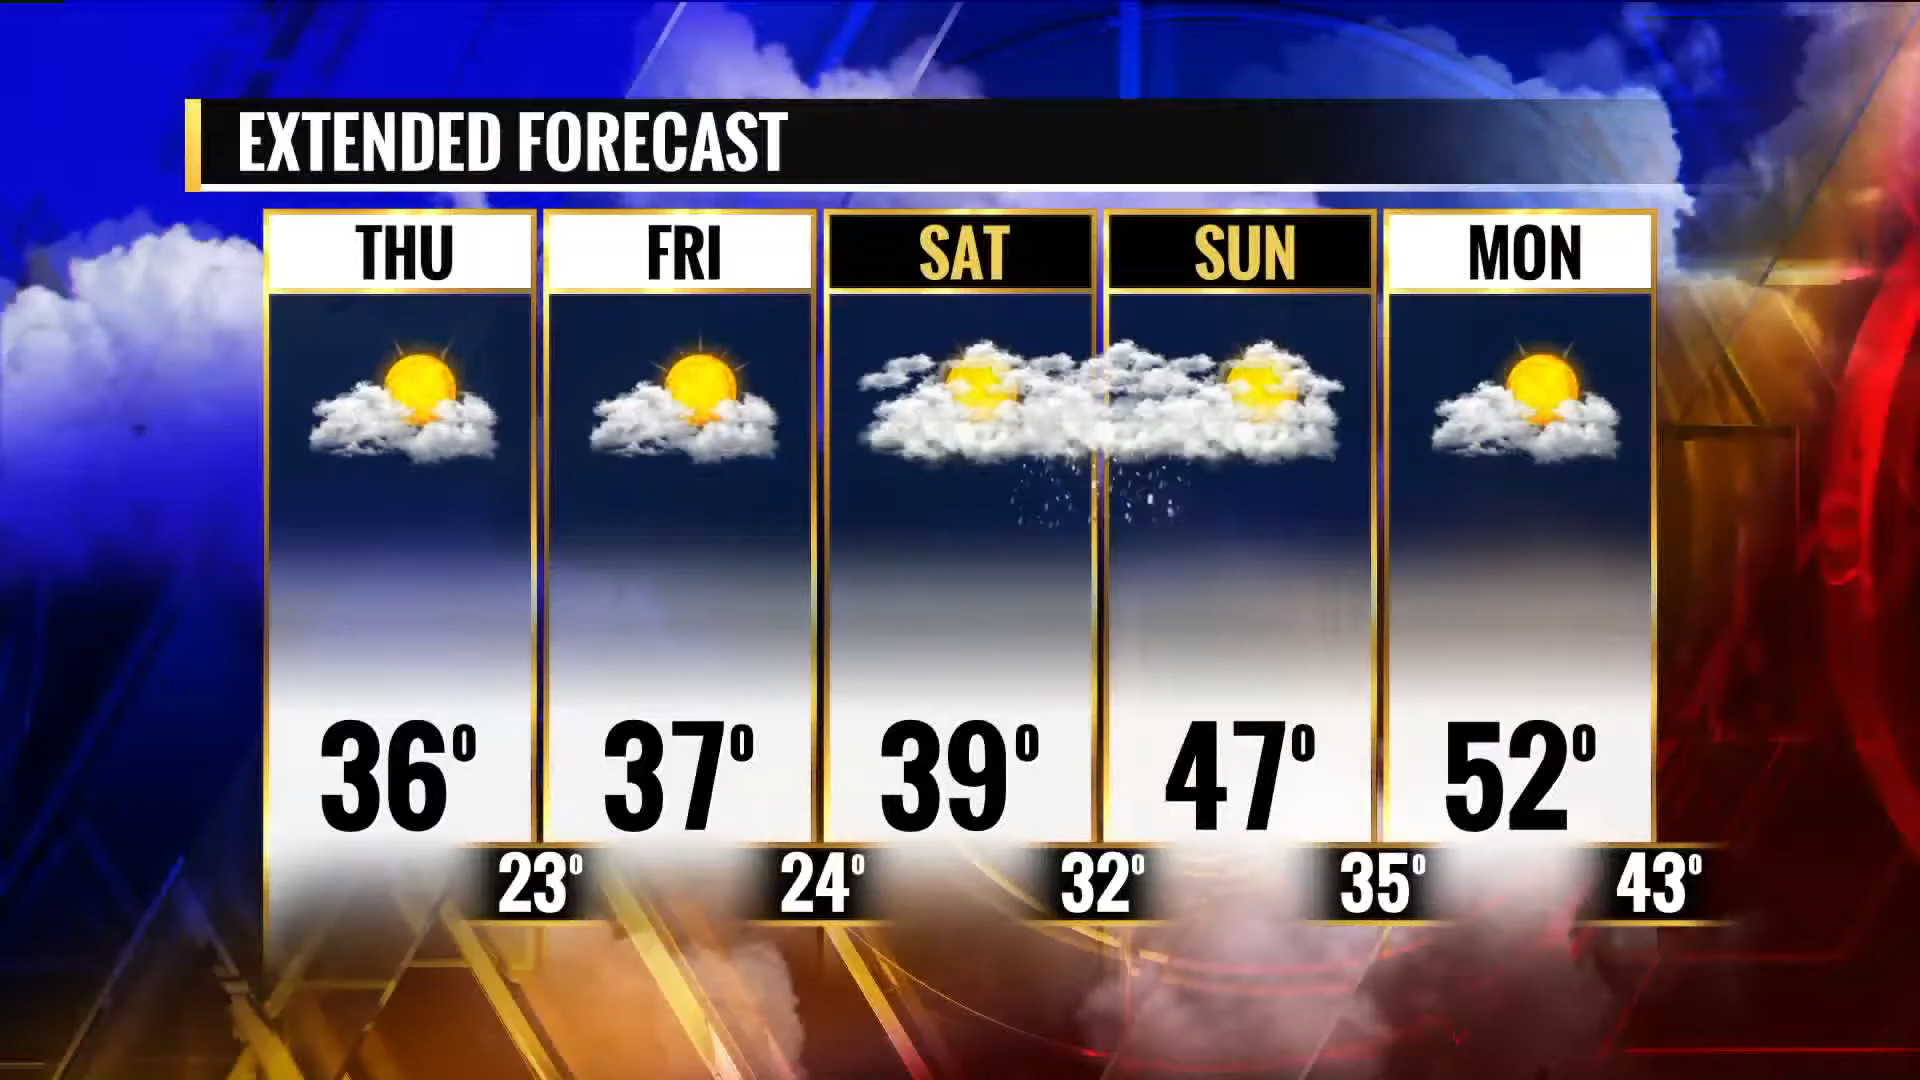 EXTENDED FORECAST
THU FRI SAT SUN MON
36° 37° 39° 47° 52°
23° 24° 32° 35° 43°